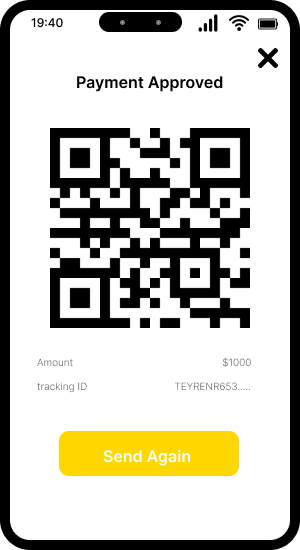 19:40
Payment Approved
Amount $1000
tracking ID TEYRENR653.....
Send Again